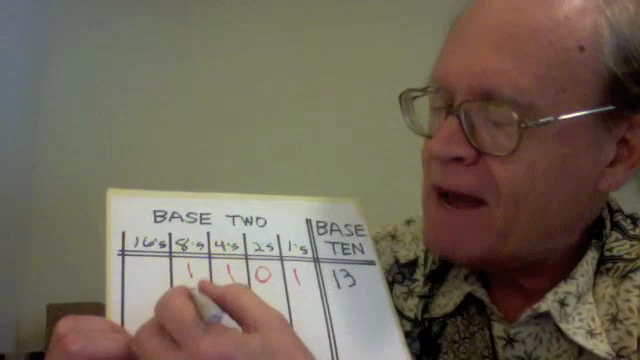 BASE TWO
BASE TEN
16's 8's 4's 2s 1's
1 1 0 1 13